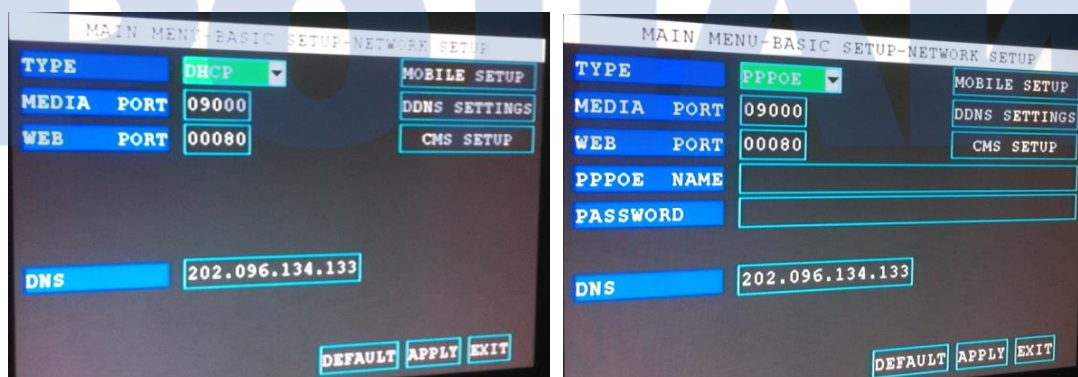 MAIN MENU-BASIC SETUP-NETWORK SETUP
TYPE DHCP MOBILE SETUP
MEDIA PORT 09000 DDNS SETTINGS
WEB PORT 00080 CMS SETUP
DNS 202.096.134.133
DEFAULT APPLY EXIT
MAIN MENU-BASIC SETUP-NETWORK SETUP
TYPE PPPOE MOBILE SETUP
MEDIA PORT 09000 DDNS SETTINGS
WEB PORT 00080 CMS SETUP
PPPOE NAME
PASSWORD
DNS 202.096.134.133
DEFAULT APPLY EXIT